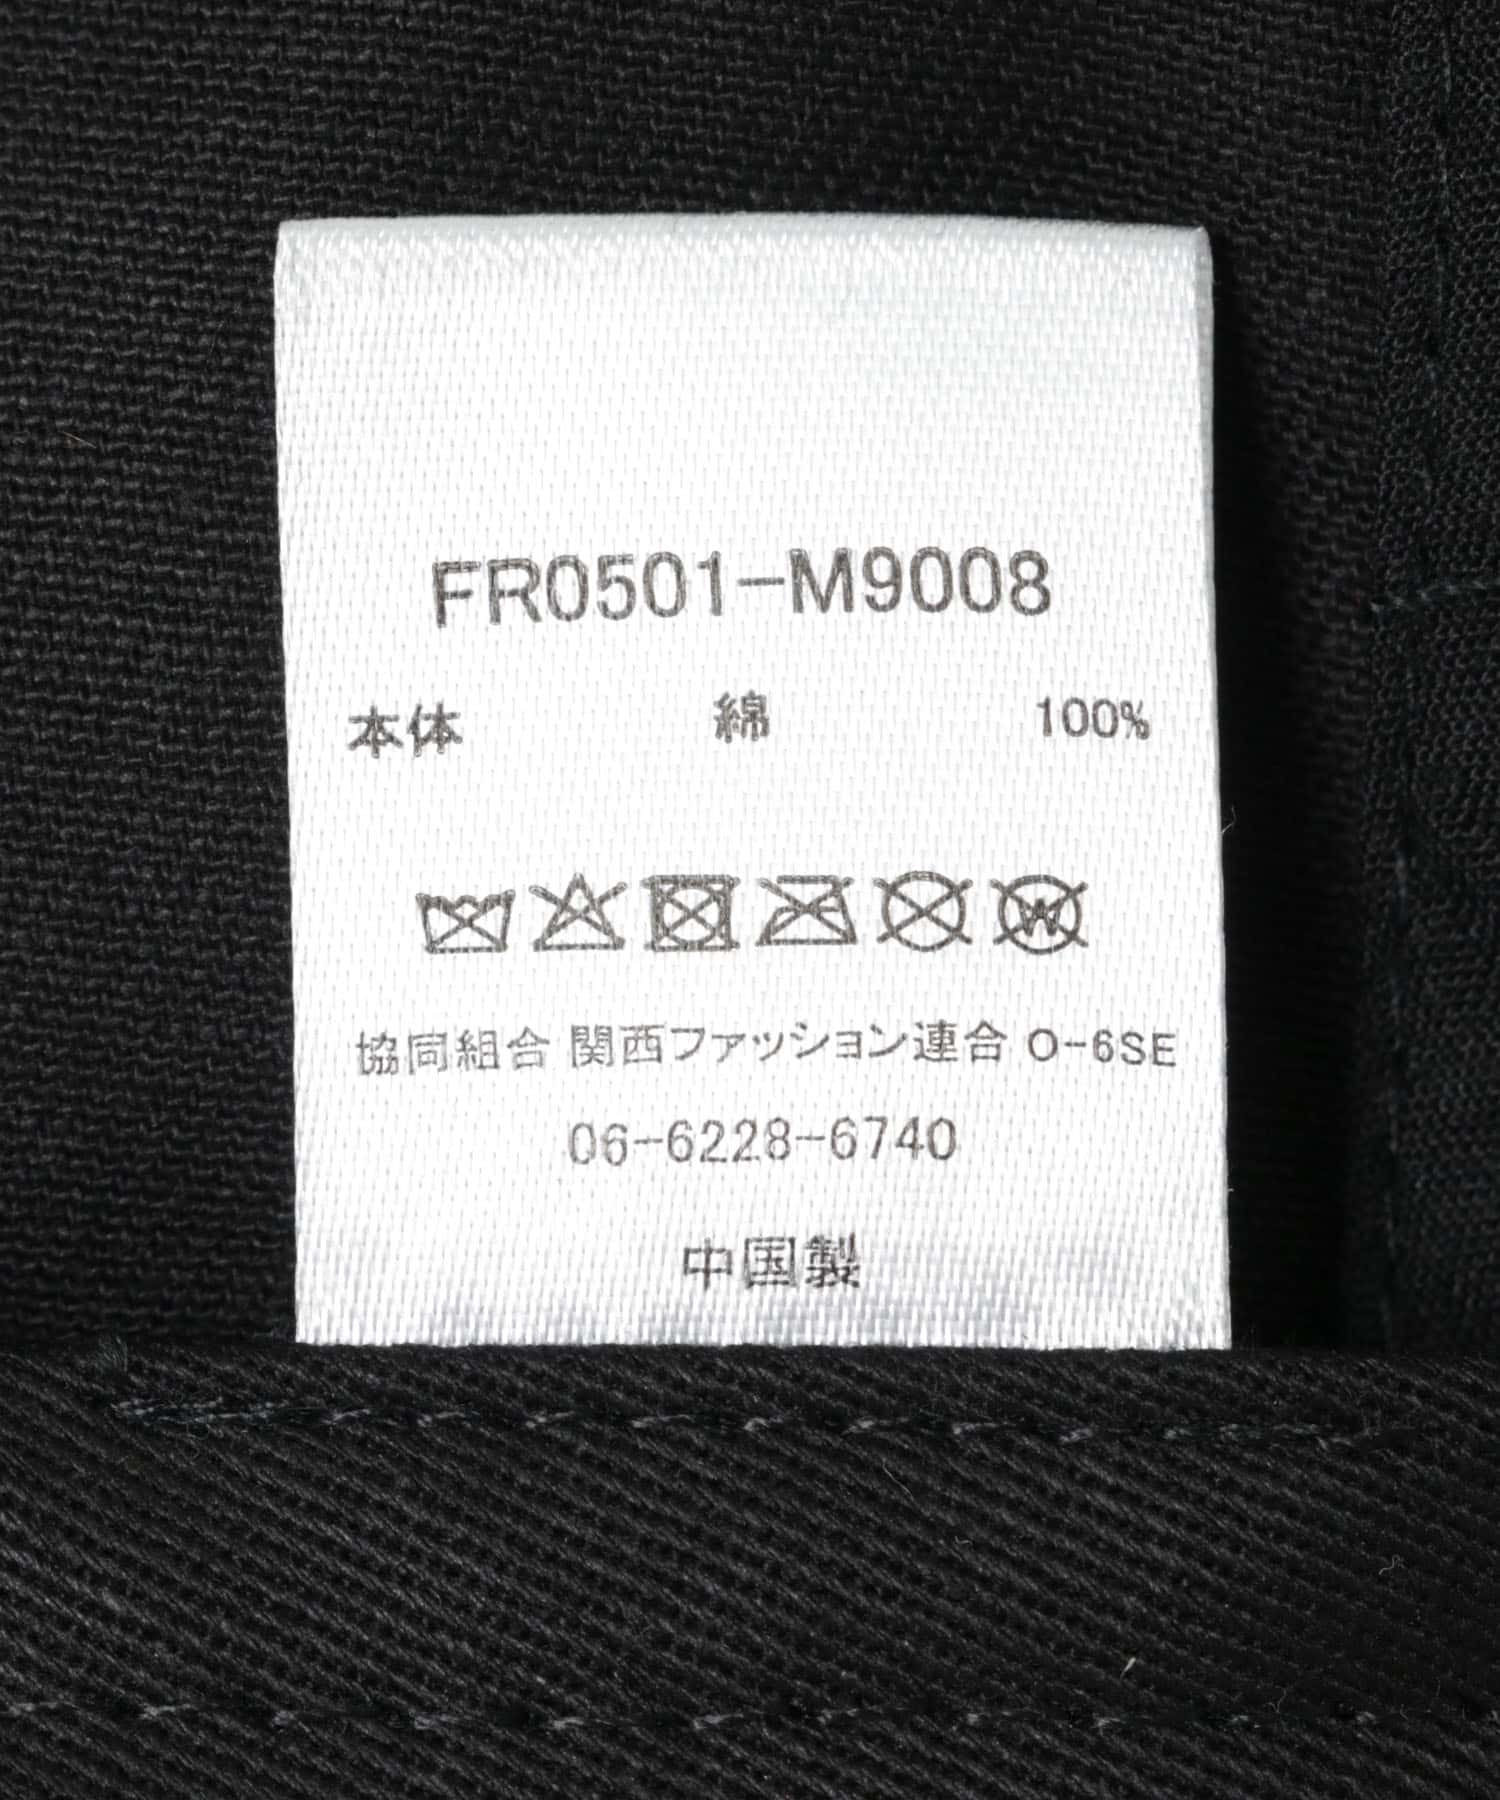 FR0501-M9008
本体 綿 100%
協同組合 関西ファッション連合 O-6SE
06-6228-6740
中国製